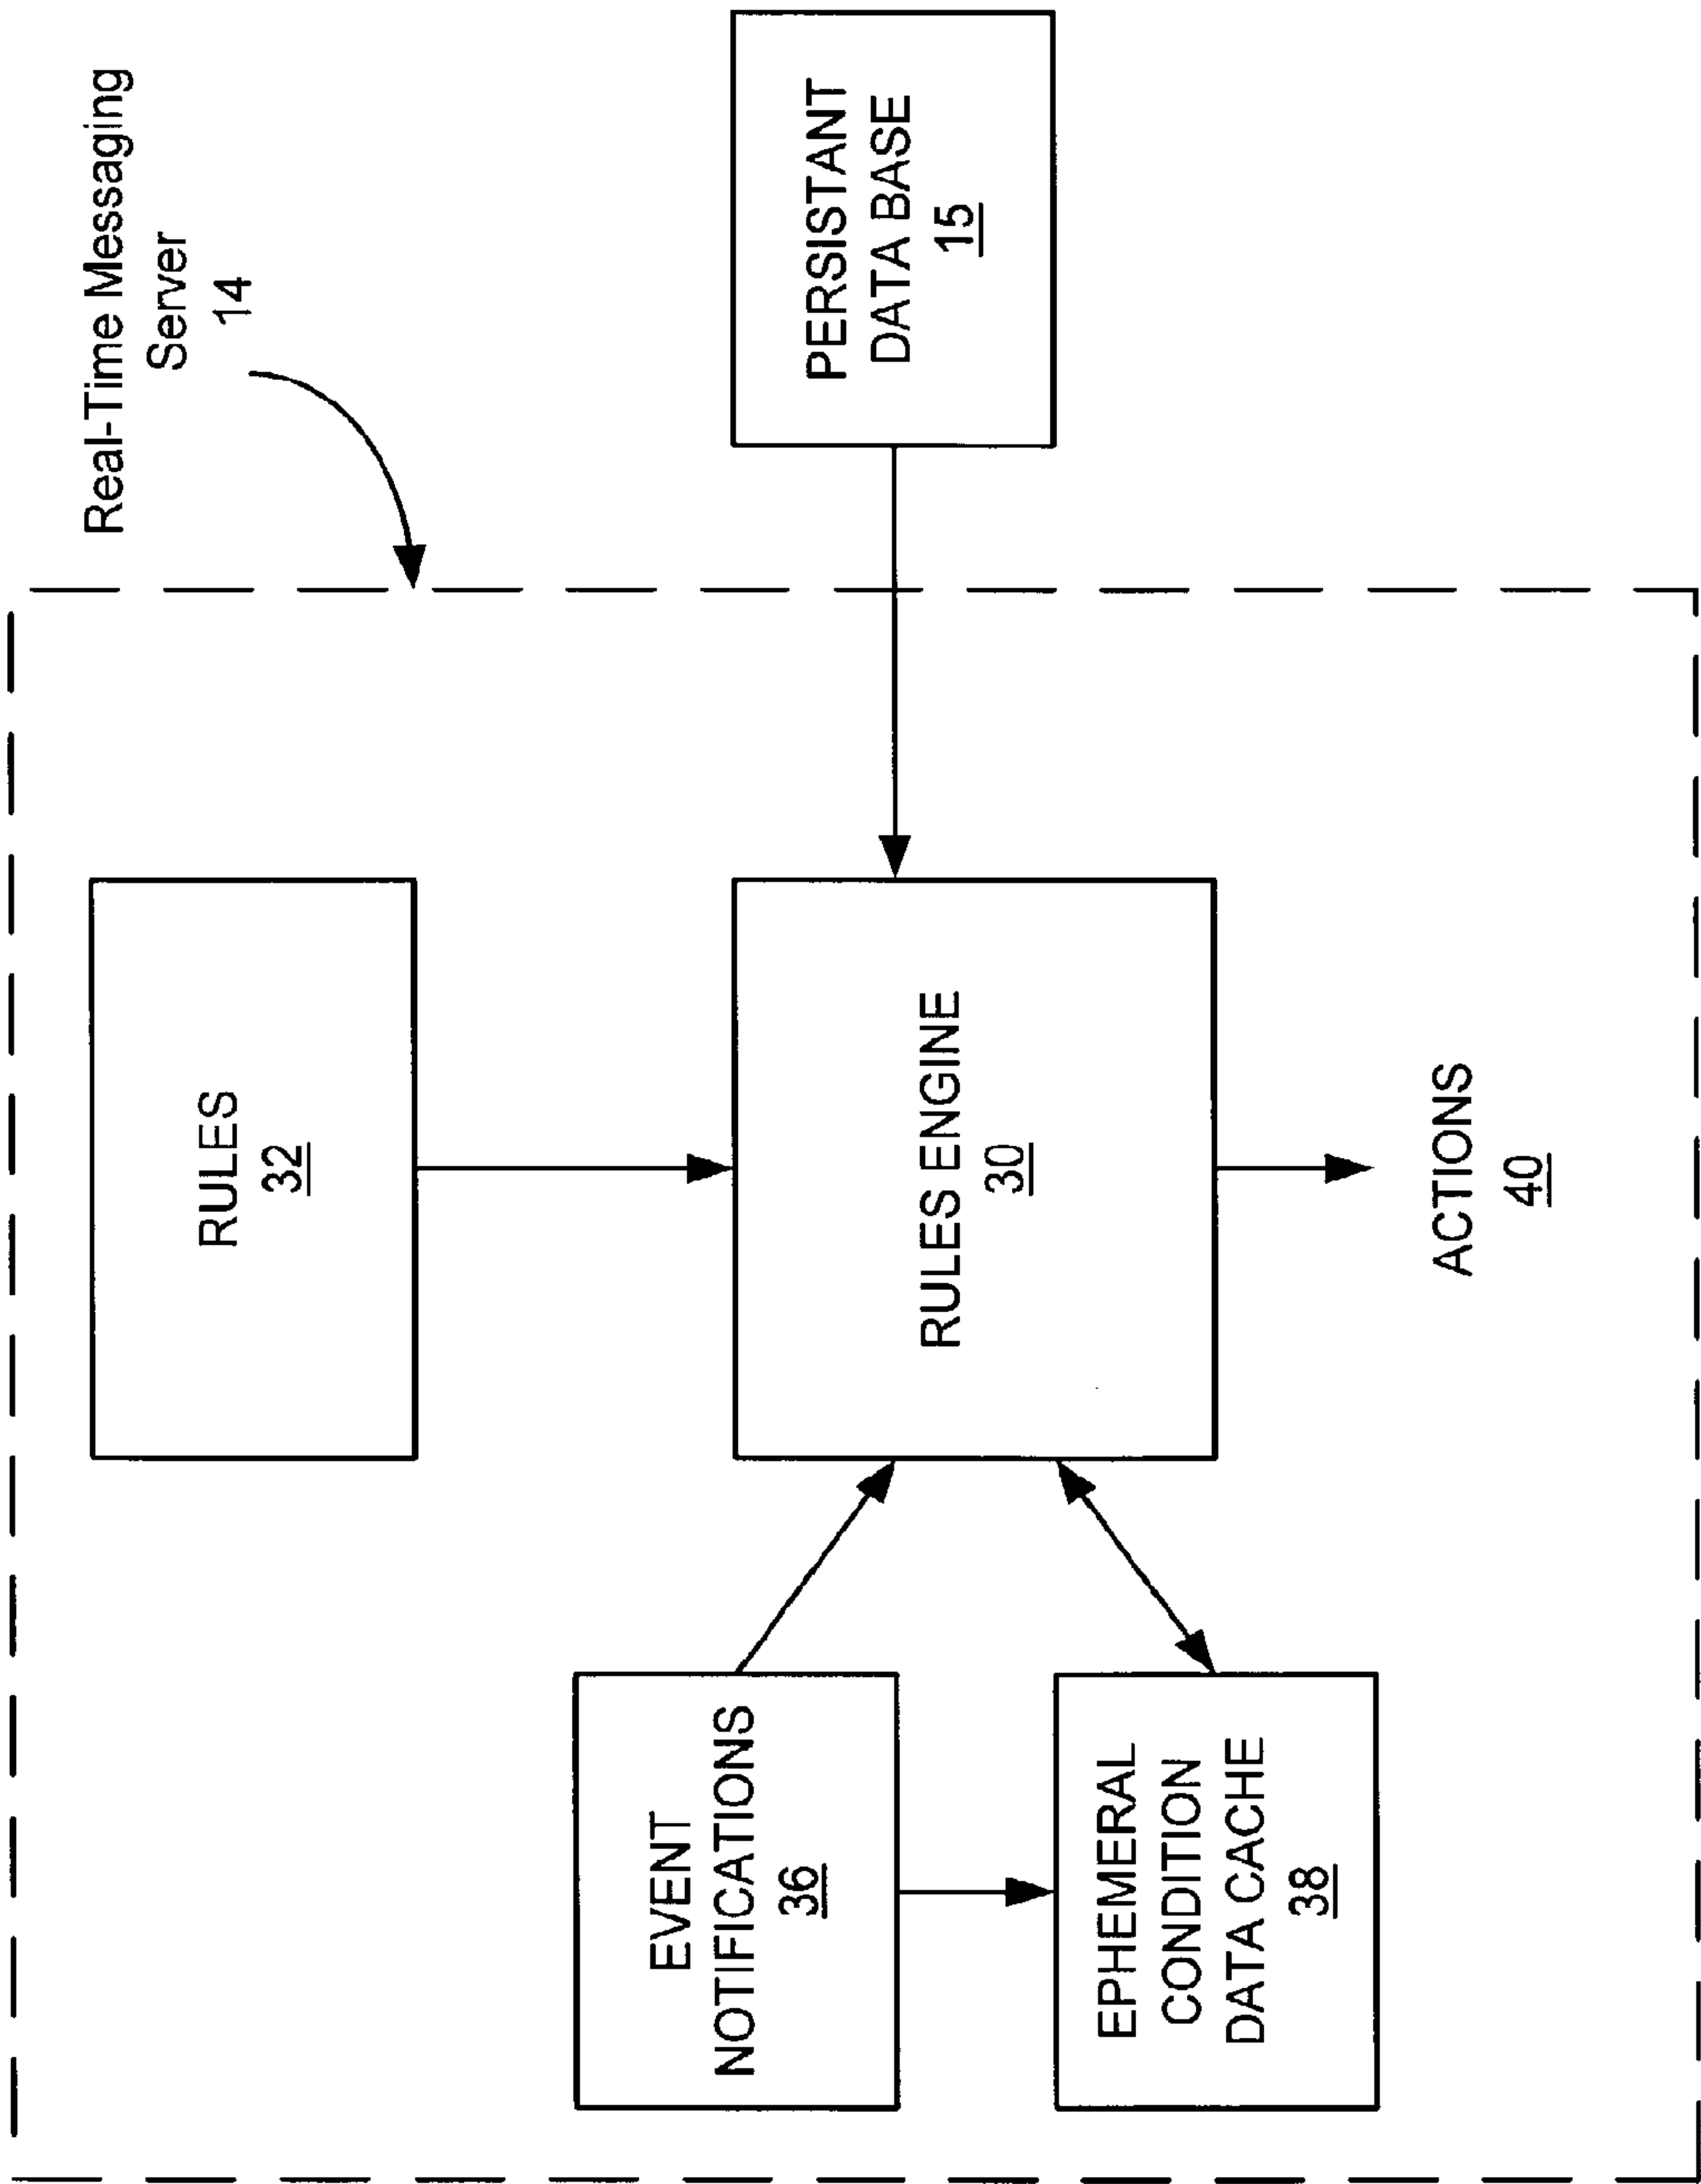 Real-Time Messaging
Server
14
RULES
32
EVENT
NOTIFICATIONS
36
RULES ENGINE
30
PERSISTANT
DATA BASE
15
EPHEMERAL
CONDITION
DATA CACHE
38
ACTIONS
40